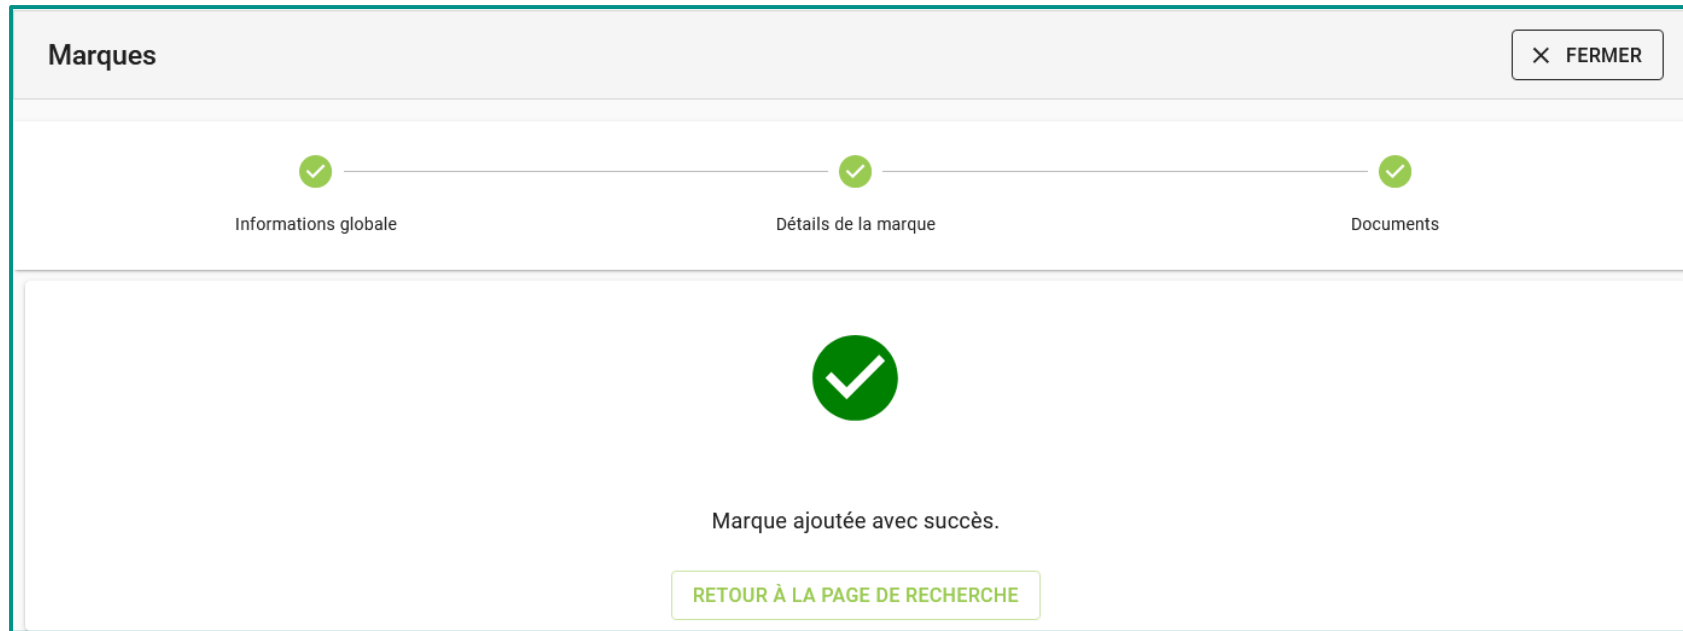 Marques
FERMER
Informations globale
Détails de la marque
Documents
Marque ajoutée avec succès.
RETOUR À LA PAGE DE RECHERCHE